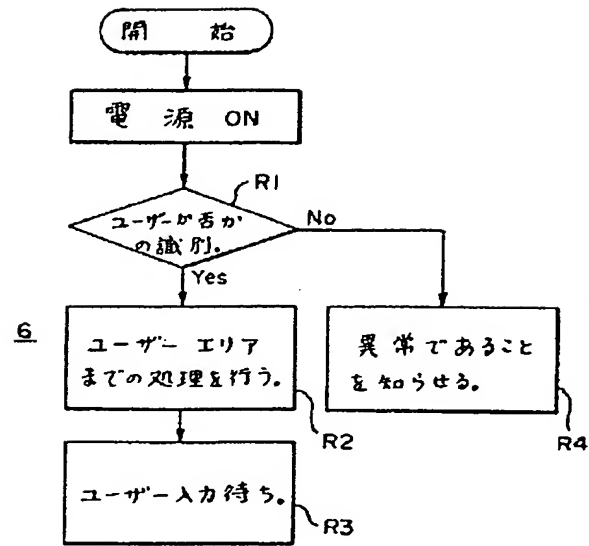 開 始
電 源 ON
R1
ユーザーか否か
の識別。
No
Yes
6
ユーザー エリア
までの処理を行う。
R2
異常であること
を知らせる。
R4
ユーザー入力待ち。
R3